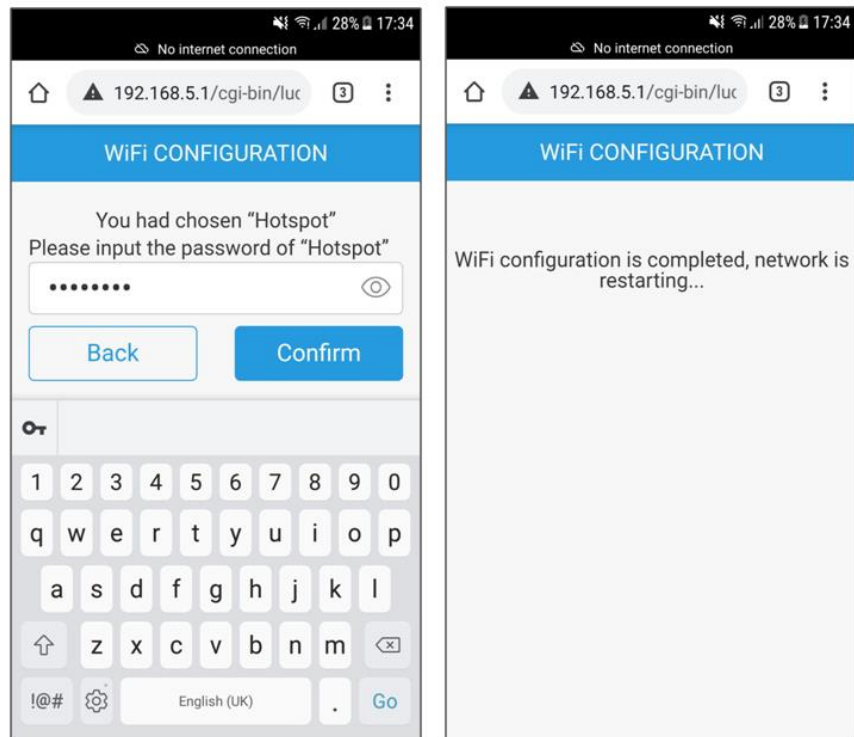 28% 17:34
No internet connection
192.168.5.1/cgi-bin/luc 3
WiFi CONFIGURATION
You had chosen “Hotspot”
Please input the password of “Hotspot”
••••••••
Back Confirm
1 2 3 4 5 6 7 8 9 0
q w e r t y u i o p
a s d f g h j k l
z x c v b n m
!@# English (UK) . Go
28% 17:34
No internet connection
192.168.5.1/cgi-bin/luc 3
WiFi CONFIGURATION
WiFi configuration is completed, network is
restarting...